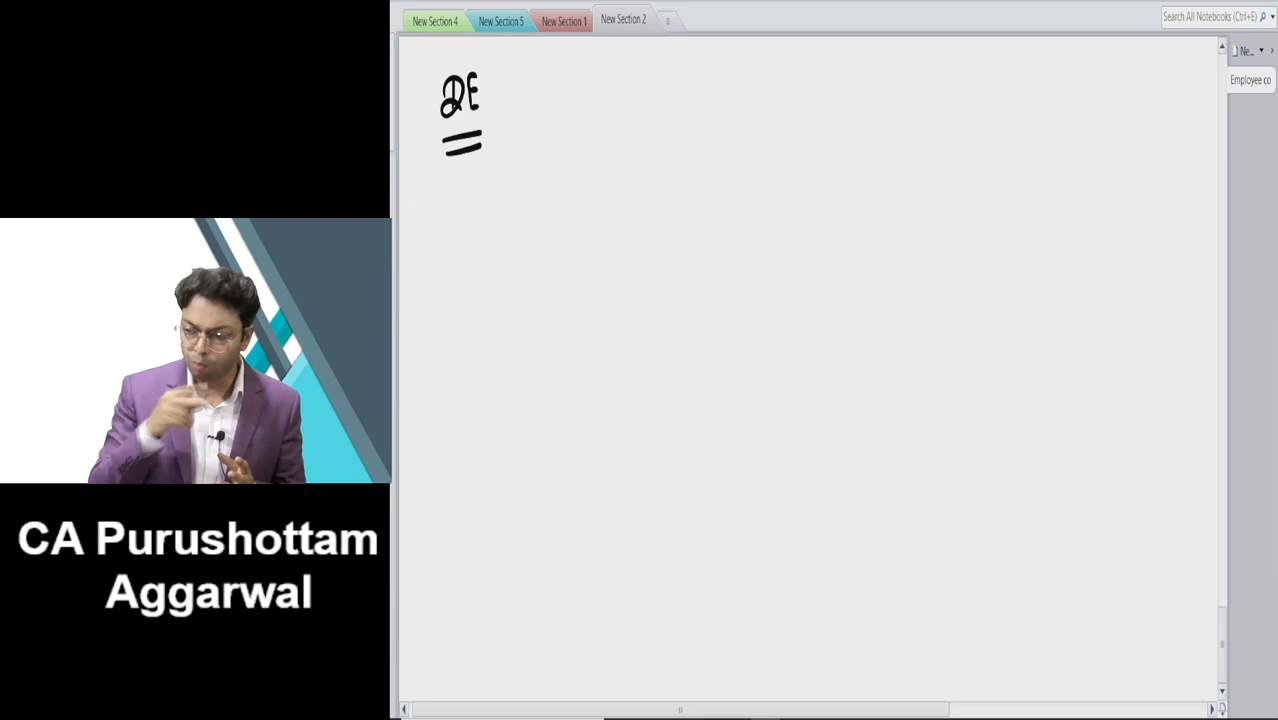 New Section 4
New Section 5
New Section 1
New Section 2
Search All Notebooks (Ctrl+E)
Ne...
Employee co
CA Purushottam
Aggarwal